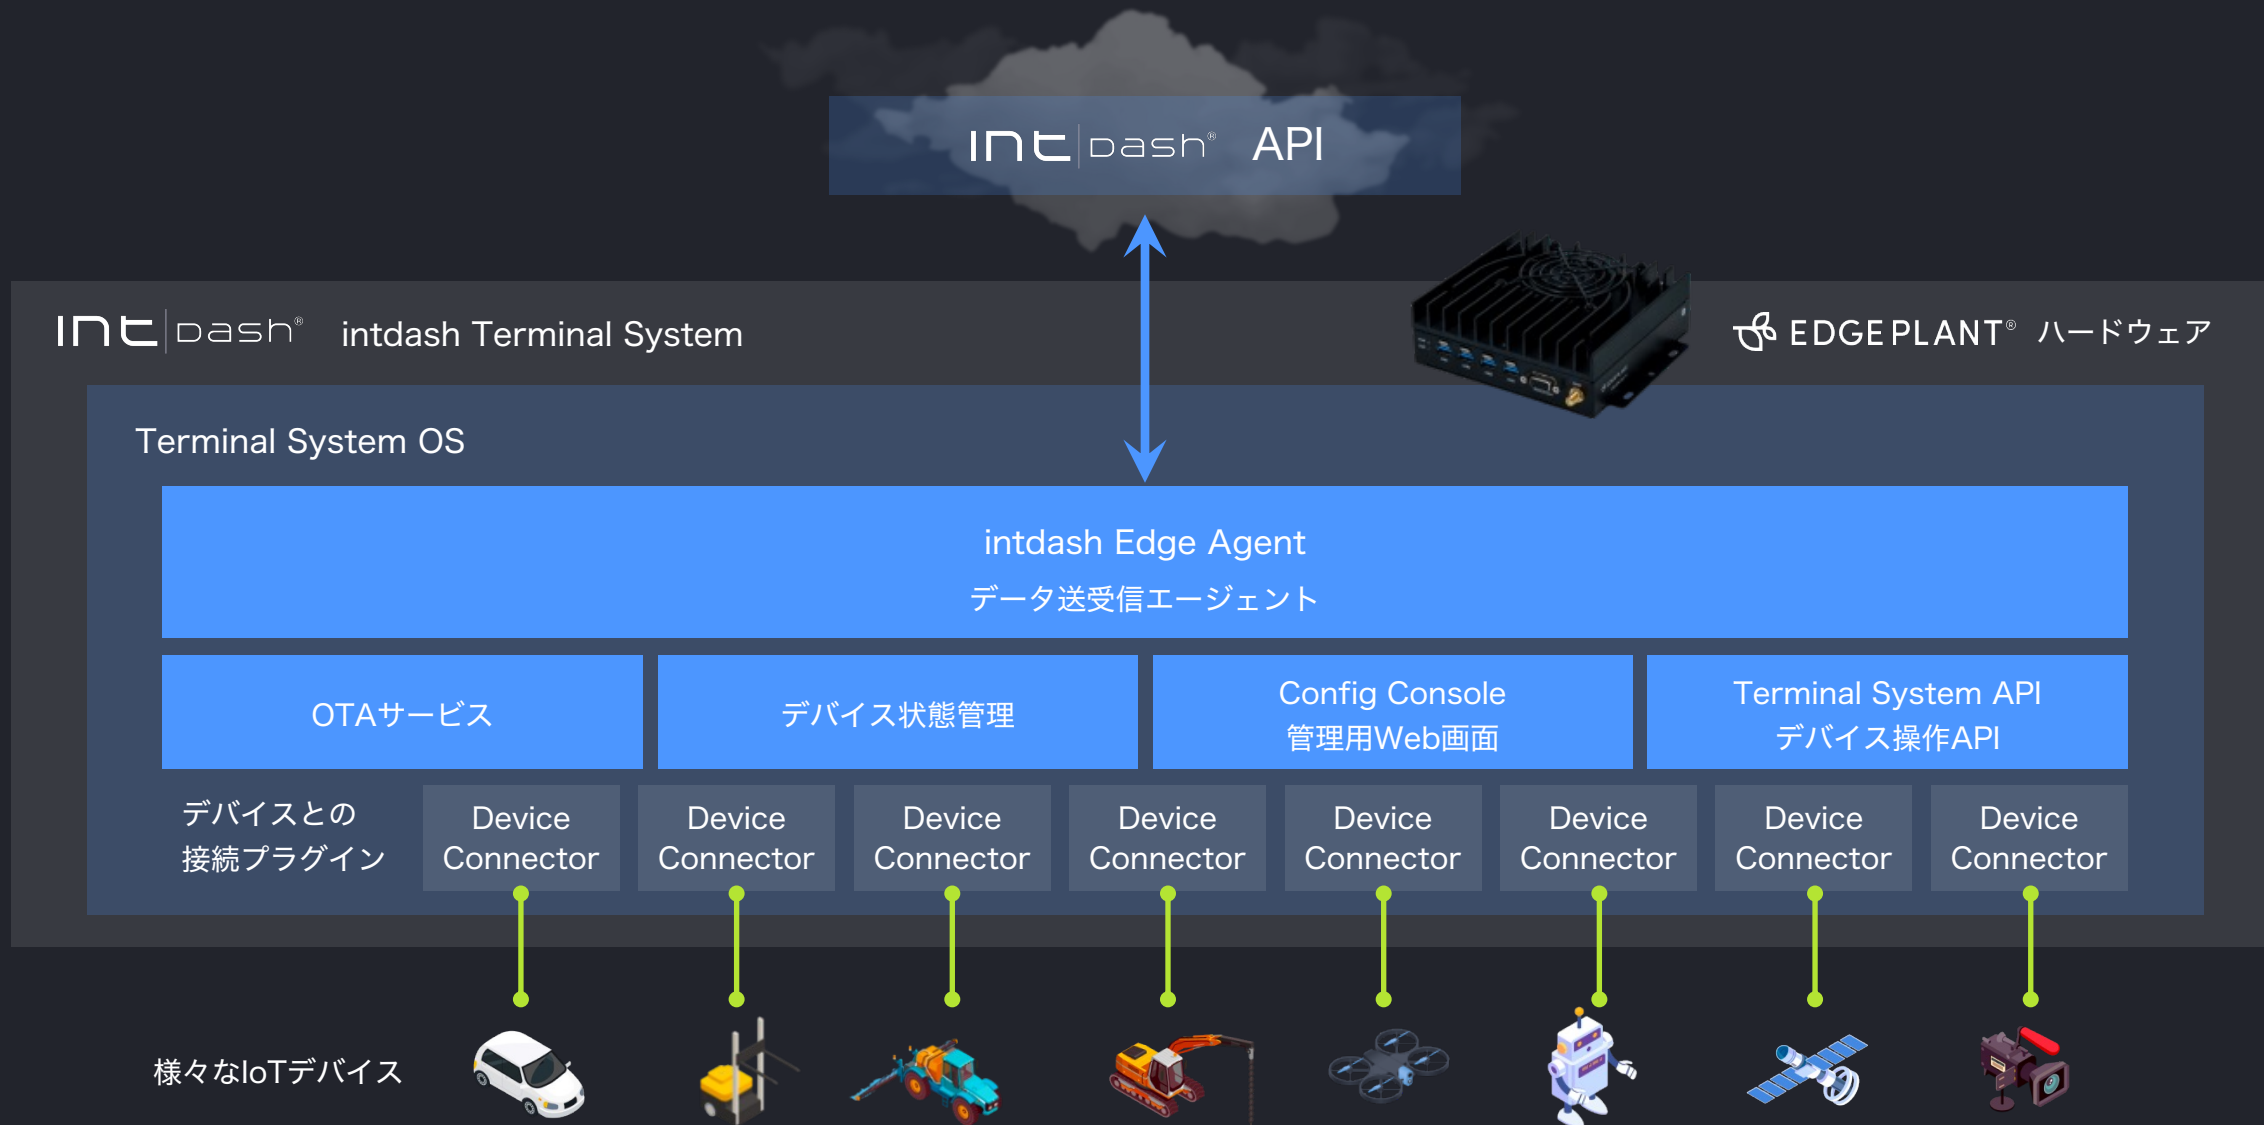 intdash® API
intdash® intdash Terminal System
EDGEPLANT® ハードウェア
Terminal System OS
intdash Edge Agent
データ送受信エージェント
OTAサービス
デバイス状態管理
Config Console
管理用Web画面
Terminal System API
デバイス操作API
デバイスとの
接続プラグイン
Device
Connector
Device
Connector
Device
Connector
Device
Connector
Device
Connector
Device
Connector
Device
Connector
Device
Connector
様々なIoTデバイス